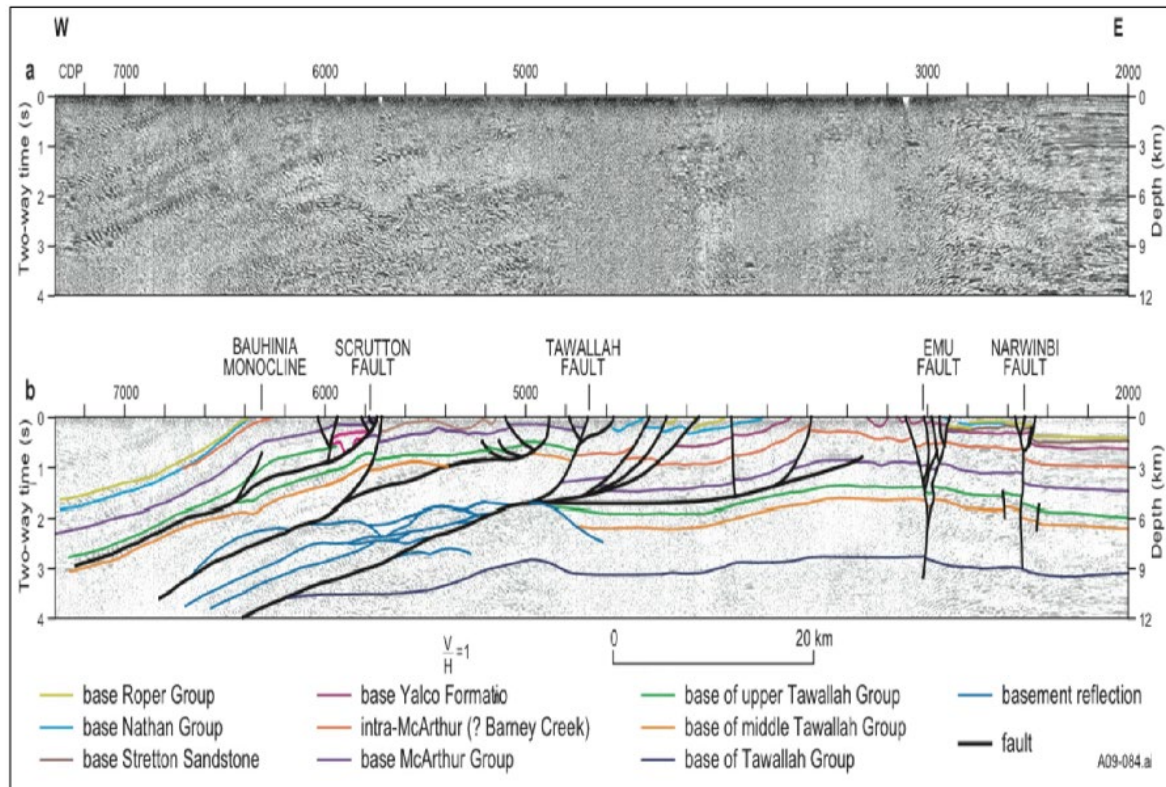 W E
a CDP 7000 6000 5000 3000 2000
Two-way time (s) 0 1 2 3 4
Depth (km) 0 3 6 9 12
BAUHINIA MONOCLINE
SCRUTTON FAULT
TAWALLAH FAULT
EMU FAULT
NARWINBI FAULT
b 7000 6000 5000 2000
Two-way time (s) 0 1 2 3 4
Depth (km) 0 3 6 9 12
V/H =1
0 20 km
base Roper Group
base Nathan Group
base Stretton Sandstone
base Yalco Formatio
intra-McArthur (? Barney Creek)
base McArthur Group
base of upper Tawallah Group
base of middle Tawallah Group
base of Tawallah Group
basement reflection
fault
A09-084.ai